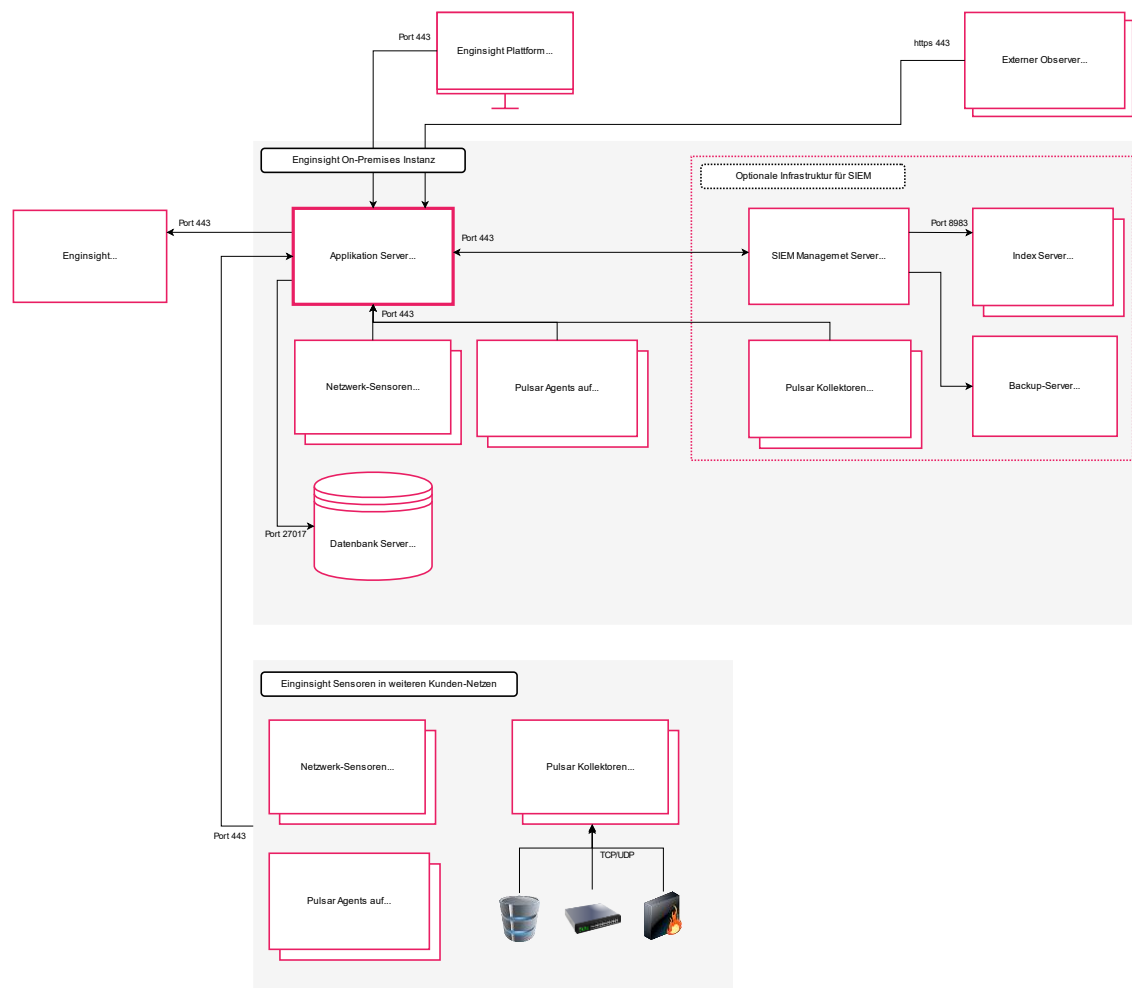 Port 443
Enginsight Plattform...
https 443
Externer Observer...
Enginsight On-Premises Instanz
Optionale Infrastruktur für SIEM
Port 443
Enginsight...
Applikation Server...
Port 443
SIEM Managemet Server...
Port 8983
Index Server...
Port 443
Netzwerk-Sensoren...
Pulsar Agents auf...
Pulsar Kollektoren...
Backup-Server...
Port 27017
Datenbank Server...
Einginsight Sensoren in weiteren Kunden-Netzen
Netzwerk-Sensoren...
Pulsar Kollektoren...
Port 443
TCP/UDP
Pulsar Agents auf...